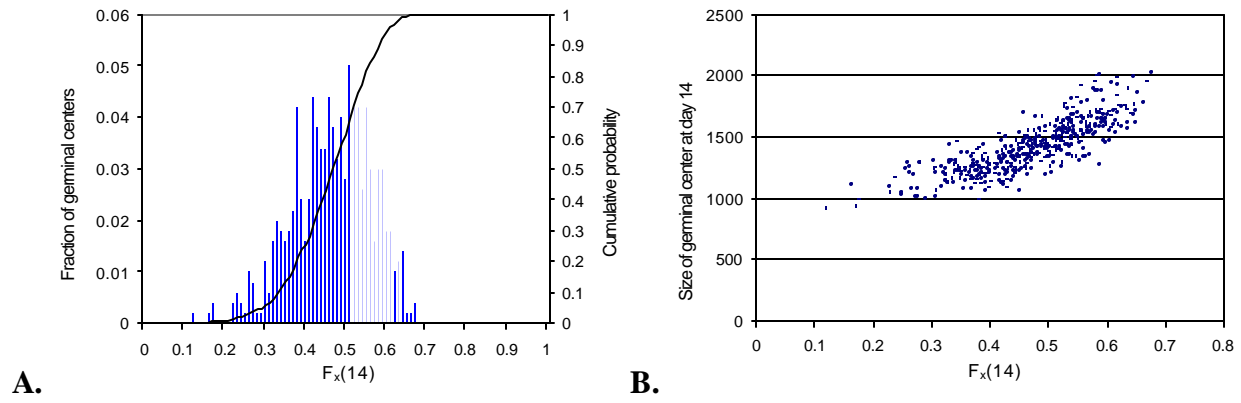 0.06
0.05
0.04
0.03
0.02
0.01
0
Fraction of germinal centers
1
0.9
0.8
0.7
0.6
0.5
0.4
0.3
0.2
0.1
0
Cumulative probability
0 0.1 0.2 0.3 0.4 0.5 0.6 0.7 0.8 0.9 1
Fx(14)
A.
2500
2000
1500
1000
500
0
Size of germinal center at day 14
0 0.1 0.2 0.3 0.4 0.5 0.6 0.7 0.8
Fx(14)
B.